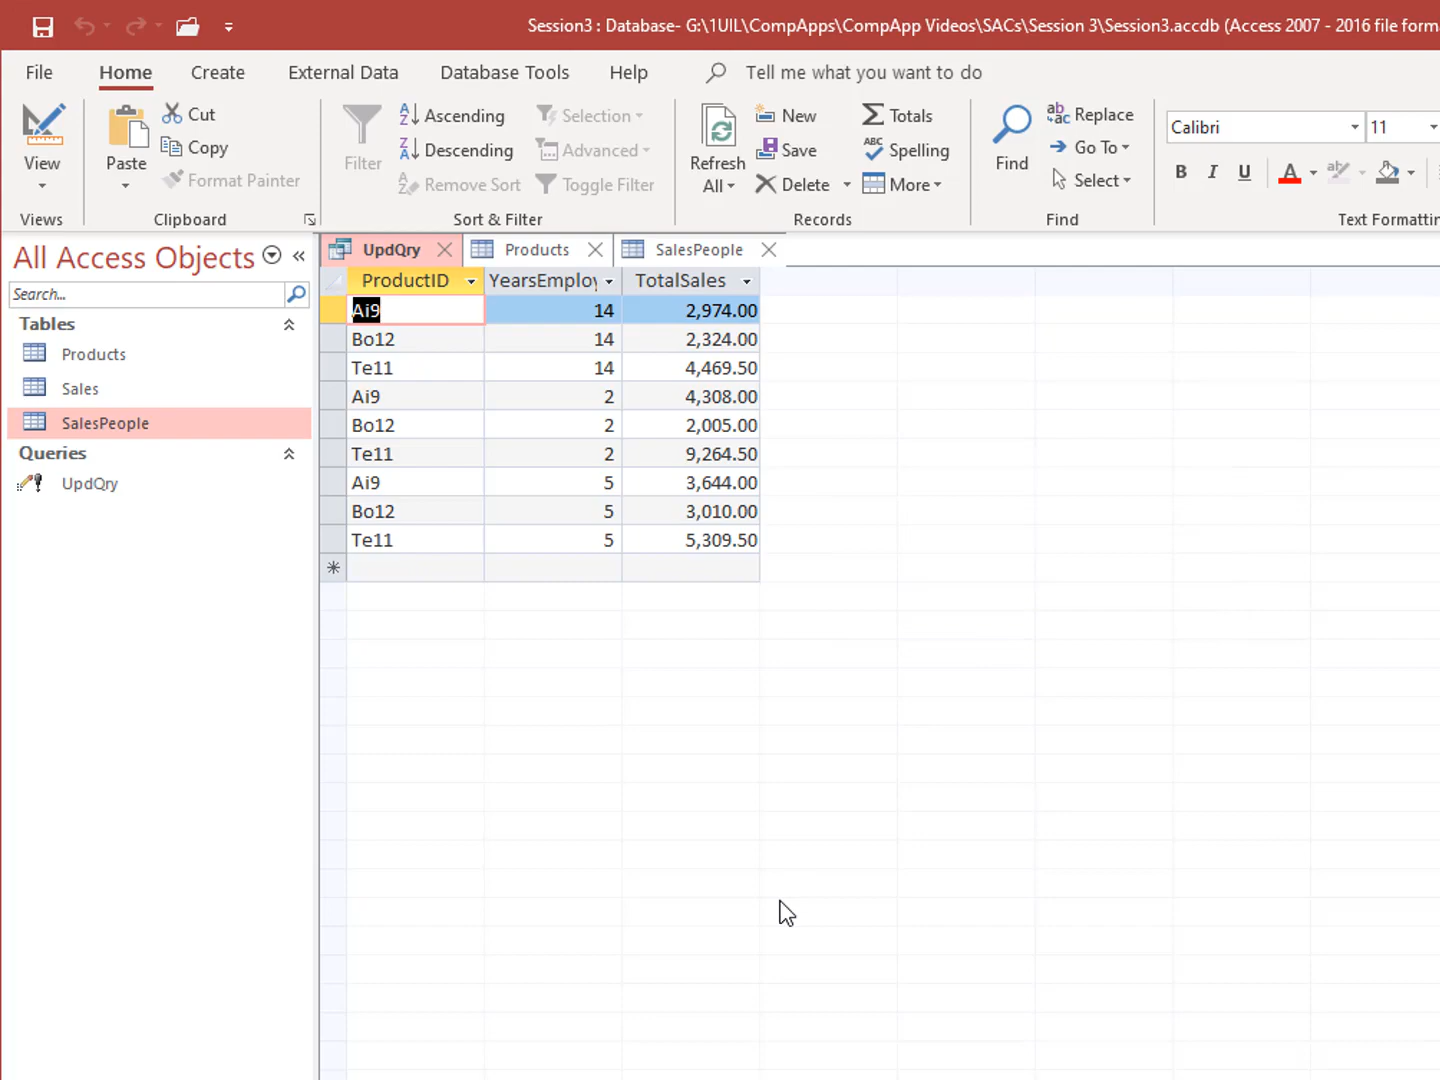 Session3 : Database- G:\1UIL\CompApps\CompApp Videos\SACs\Session 3\Session3.accdb (Access 2007 - 2016 file form
File Home Create External Data Database Tools Help Tell me what you want to do
View
Views
Paste
Cut
Copy
Format Painter
Clipboard
Filter
Ascending
Descending
Remove Sort
Selection
Advanced
Toggle Filter
Sort & Filter
Refresh
All
New
Save
Delete
Totals
Spelling
More
Records
Find
Replace
Go To
Select
Find
Calibri 11
B I U A
Text Formattin
All Access Objects
Search...
Tables
Products
Sales
SalesPeople
Queries
UpdQry
UpdQry Products SalesPeople
ProductID YearsEmploy TotalSales
Ai9 14 2,974.00
Bo12 14 2,324.00
Te11 14 4,469.50
Ai9 2 4,308.00
Bo12 2 2,005.00
Te11 2 9,264.50
Ai9 5 3,644.00
Bo12 5 3,010.00
Te11 5 5,309.50